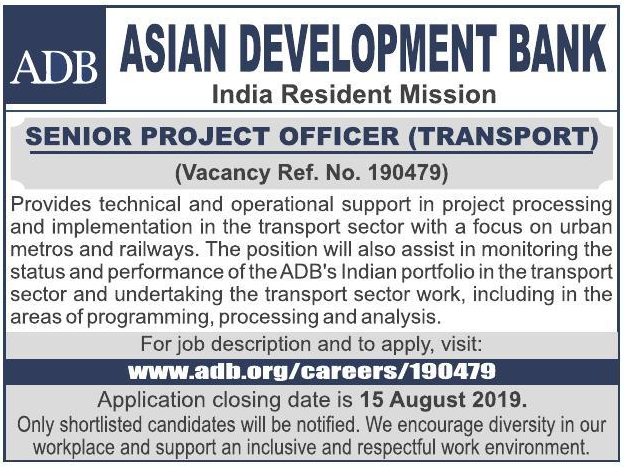 ADB
ASIAN DEVELOPMENT BANK
India Resident Mission
SENIOR PROJECT OFFICER (TRANSPORT)
(Vacancy Ref. No. 190479)
Provides technical and operational support in project processing
and implementation in the transport sector with a focus on urban
metros and railways. The position will also assist in monitoring the
status and performance of the ADB's Indian portfolio in the transport
sector and undertaking the transport sector work, including in the
areas of programming, processing and analysis.
For job description and to apply, visit:
www.adb.org/careers/190479
Application closing date is 15 August 2019.
Only shortlisted candidates will be notified. We encourage diversity in our
workplace and support an inclusive and respectful work environment.